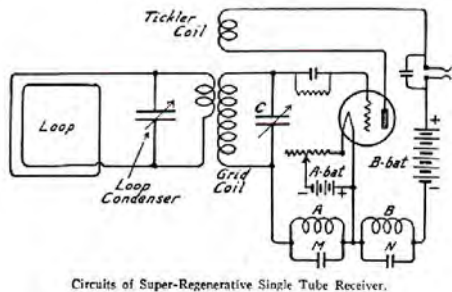 Tickler
Coil
Loop
Loop
Condenser
C
Grid
Coil
A-bat
- +
B-bat
+
-
A
M
B
N
Circuits of Super-Regenerative Single Tube Receiver.